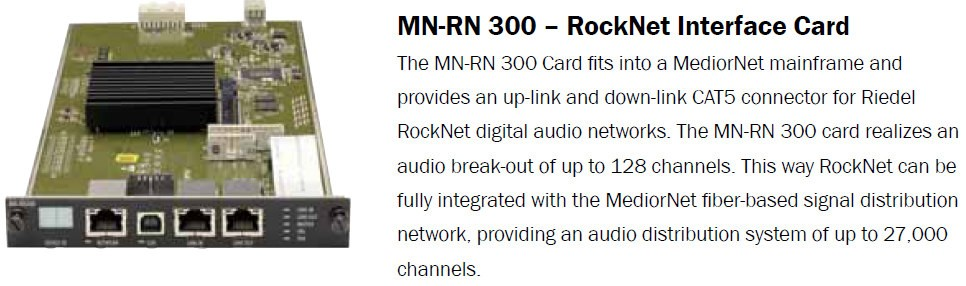 MN-RN 300 – RockNet Interface Card
The MN-RN 300 Card fits into a MediorNet mainframe and
provides an up-link and down-link CAT5 connector for Riedel
RockNet digital audio networks. The MN-RN 300 card realizes an
audio break-out of up to 128 channels. This way RockNet can be
fully integrated with the MediorNet fiber-based signal distribution
network, providing an audio distribution system of up to 27,000
channels.